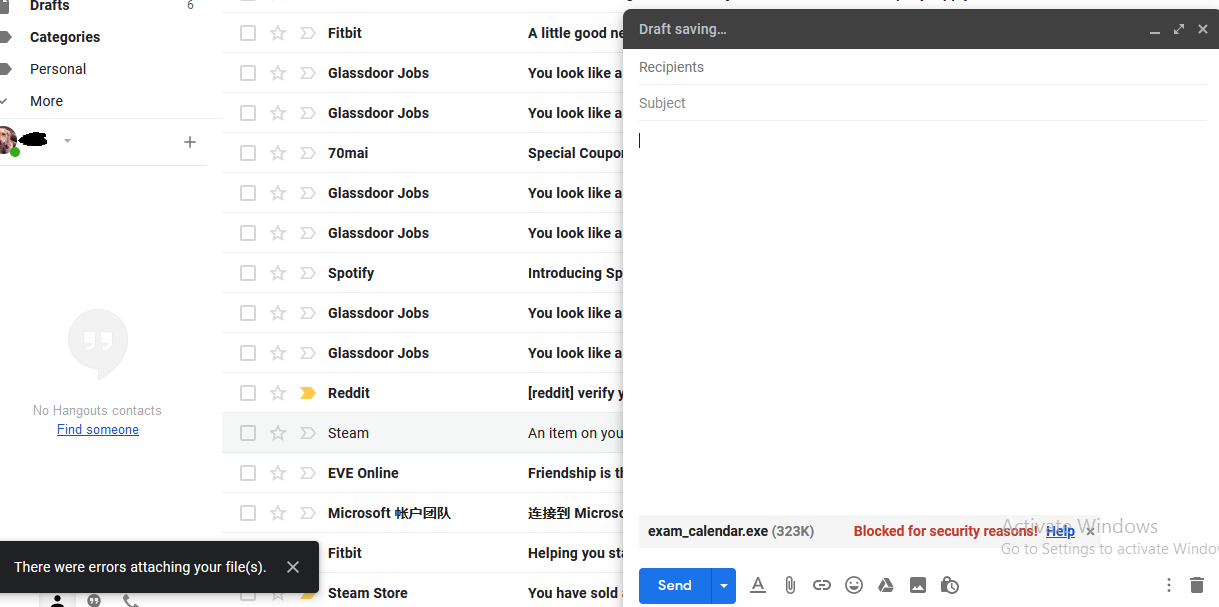 Drafts 6
Categories
Personal
More
No Hangouts contacts
Find someone
There were errors attaching your file(s).
Fitbit A little good ne
Glassdoor Jobs You look like a
Glassdoor Jobs You look like a
70mai Special Coupo
Glassdoor Jobs You look like a
Glassdoor Jobs You look like a
Spotify Introducing Sp
Glassdoor Jobs You look like a
Glassdoor Jobs You look like a
Reddit [reddit] verify y
Steam An item on you
EVE Online Friendship is th
Microsoft 帐户团队 连接到 Microso
Fitbit Helping you sta
Steam Store You have sold a
Draft saving...
Recipients
Subject
exam_calendar.exe (323K) Blocked for security reasons! Help
Activate Windows
Go to Settings to activate Windo
Send